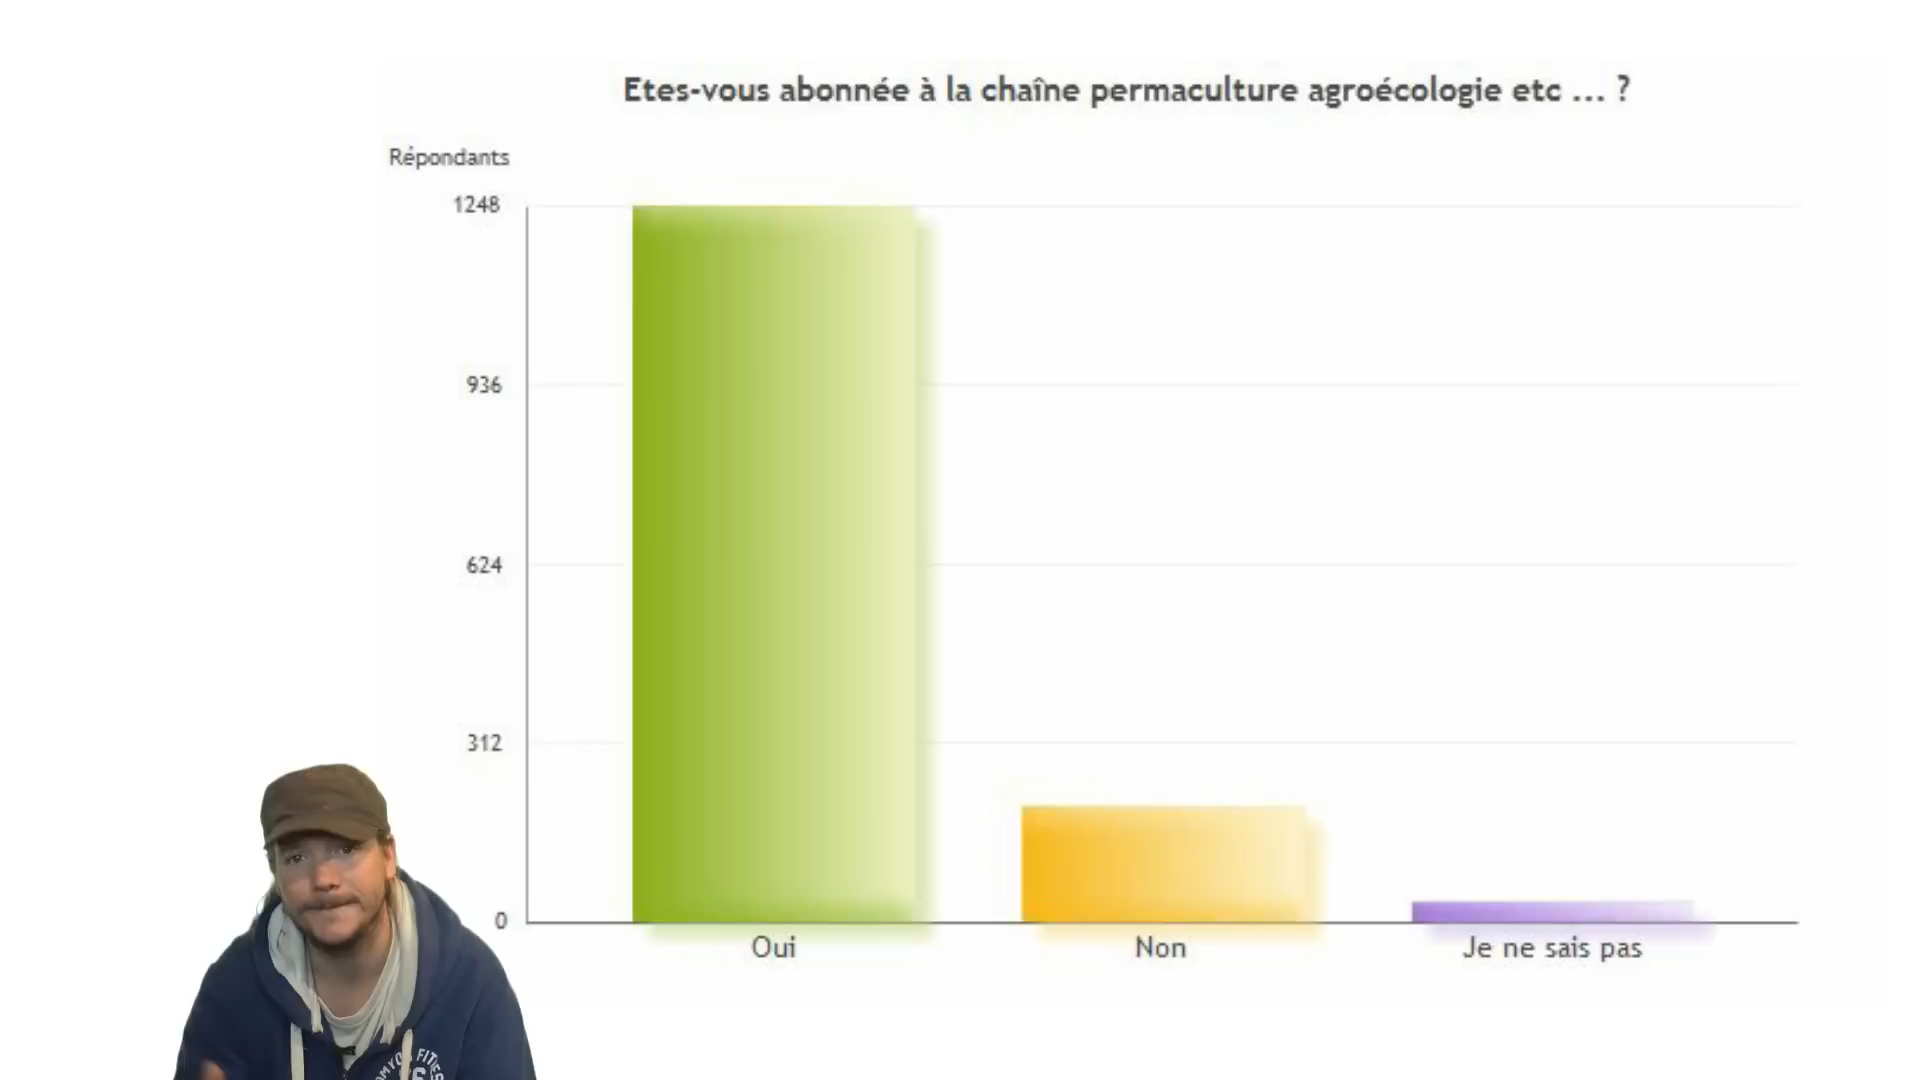 Etes-vous abonnée à la chaîne permaculture agroécologie etc ... ?
Répondants
1248
936
624
312
0
Oui
Non
Je ne sais pas